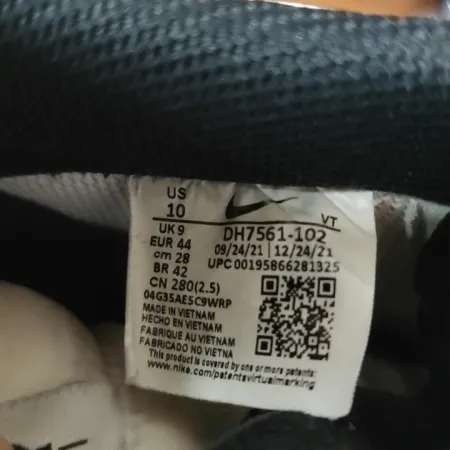 US
10
UK 9
EUR 44
cm 28
BR 42
CN 280(2.5)
VT
DH7561-102
09/24/21 12/24/21
UPC 00195866281325
04G35AE5C9WRP
MADE IN VIETNAM
HECHO EN VIETNAM
FABRIQUE AU VIETNAM
FABRICADO NO VIETNA
This product is covered by one or more patents:
www.nike.com/patentsvirtualmarking